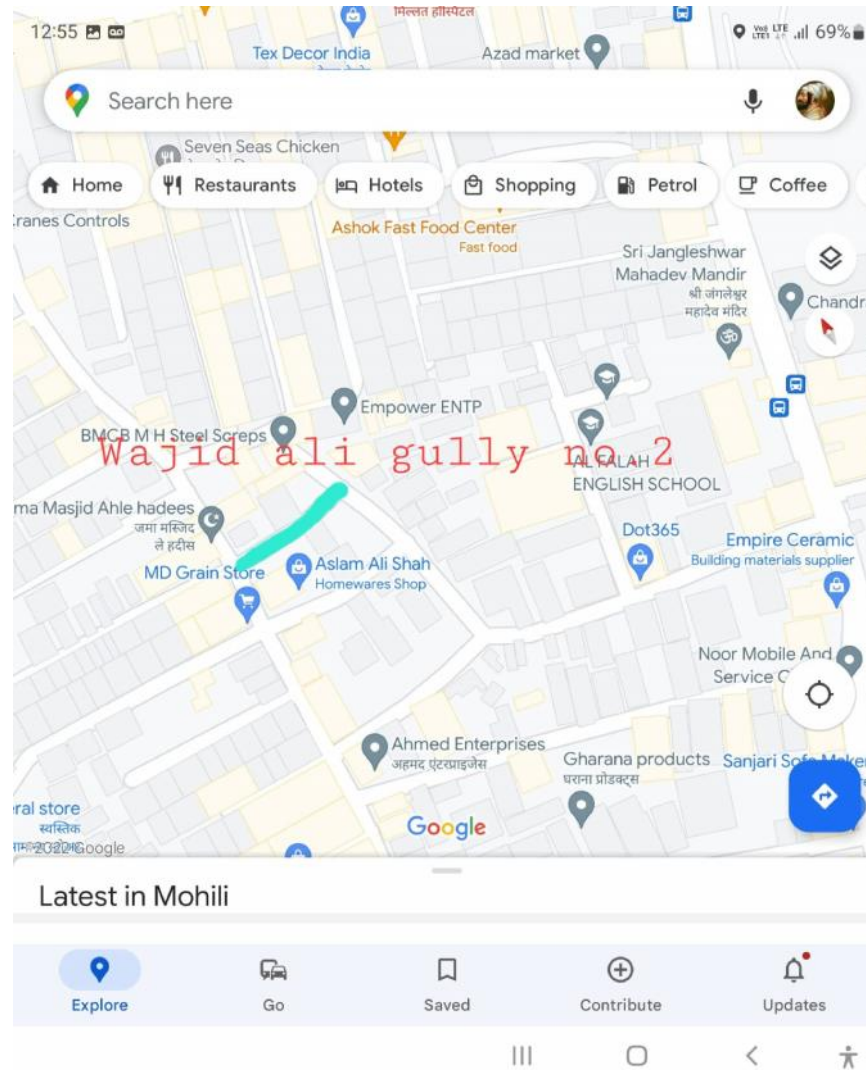 मिल्लत हॉस्पिटल
12:55
69%
Tex Decor India
Azad market
Search here
Seven Seas Chicken
Home
Restaurants
Hotels
Shopping
Petrol
Coffee
ranes Controls
Ashok Fast Food Center
Fast food
Sri Jangleshwar
Mahadev Mandir
श्री जंगलेश्वर
महादेव मंदिर
Chandr
Empower ENTP
BMCB M H Steel Screps
Wajid ali gully no.2
AL FALAH
ENGLISH SCHOOL
ma Masjid Ahle hadees
जमा मस्जिद
ले हदीस
Dot365
Empire Ceramic
Building materials supplier
MD Grain Store
Aslam Ali Shah
Homewares Shop
Noor Mobile And
Service
Ahmed Enterprises
अहमद एंटरप्राइजेस
Gharana products
घराना प्रोडक्ट्स
Sanjari Sofa Maker
ral store
स्वस्तिक
Google
©2022 Google
Latest in Mohili
Explore
Go
Saved
Contribute
Updates